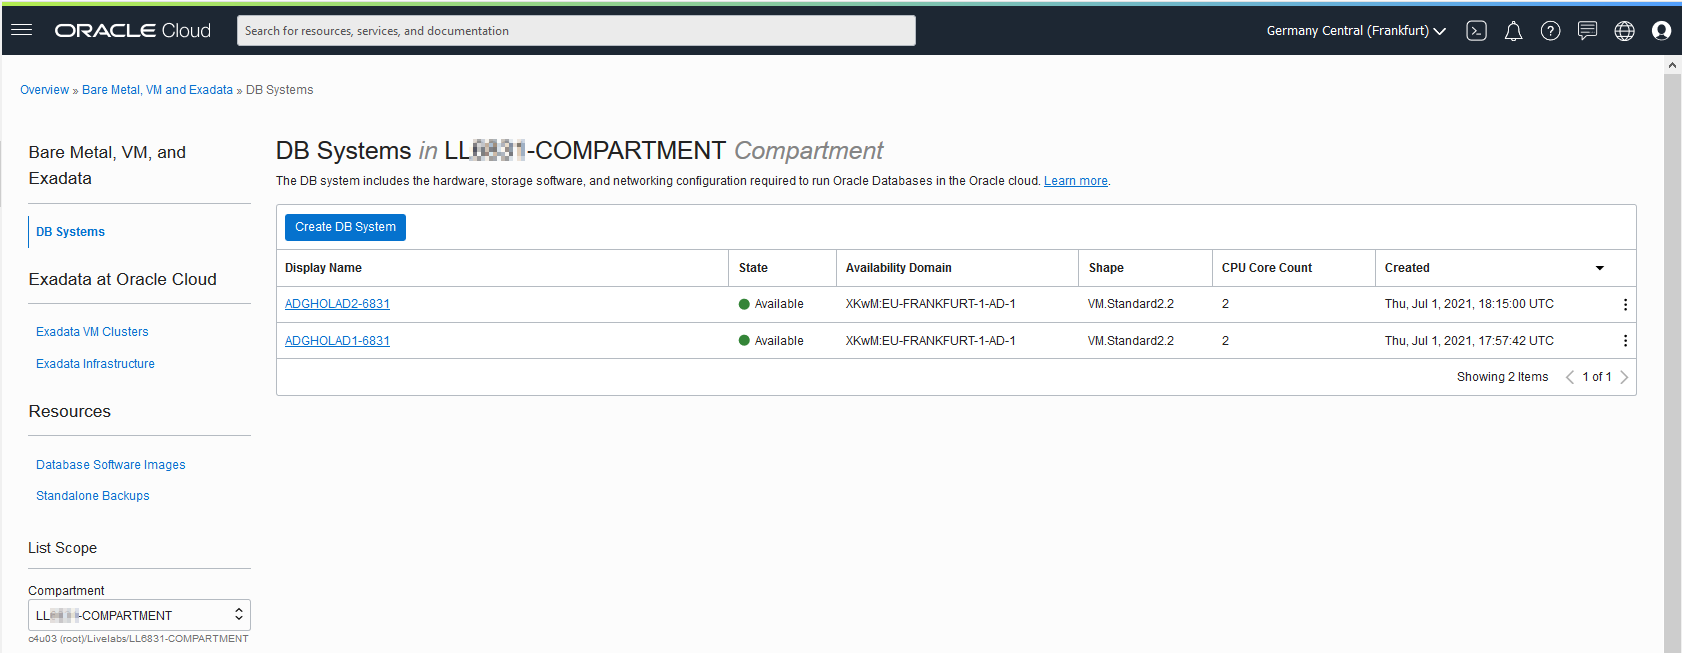 ORACLE Cloud
Search for resources, services, and documentation
Germany Central (Frankfurt)
Overview » Bare Metal, VM and Exadata » DB Systems
Bare Metal, VM, and
Exadata
DB Systems
Exadata at Oracle Cloud
Exadata VM Clusters
Exadata Infrastructure
Resources
Database Software Images
Standalone Backups
List Scope
Compartment
LL -COMPARTMENT
c4u03 (root)/Livelabs/LL6831-COMPARTMENT
DB Systems in LL -COMPARTMENT Compartment
The DB system includes the hardware, storage software, and networking configuration required to run Oracle Databases in the Oracle cloud. Learn more.
Create DB System
Display Name State Availability Domain Shape CPU Core Count Created
ADGHOLAD2-6831 Available XKwM:EU-FRANKFURT-1-AD-1 VM.Standard2.2 2 Thu, Jul 1, 2021, 18:15:00 UTC
ADGHOLAD1-6831 Available XKwM:EU-FRANKFURT-1-AD-1 VM.Standard2.2 2 Thu, Jul 1, 2021, 17:57:42 UTC
Showing 2 Items 1 of 1